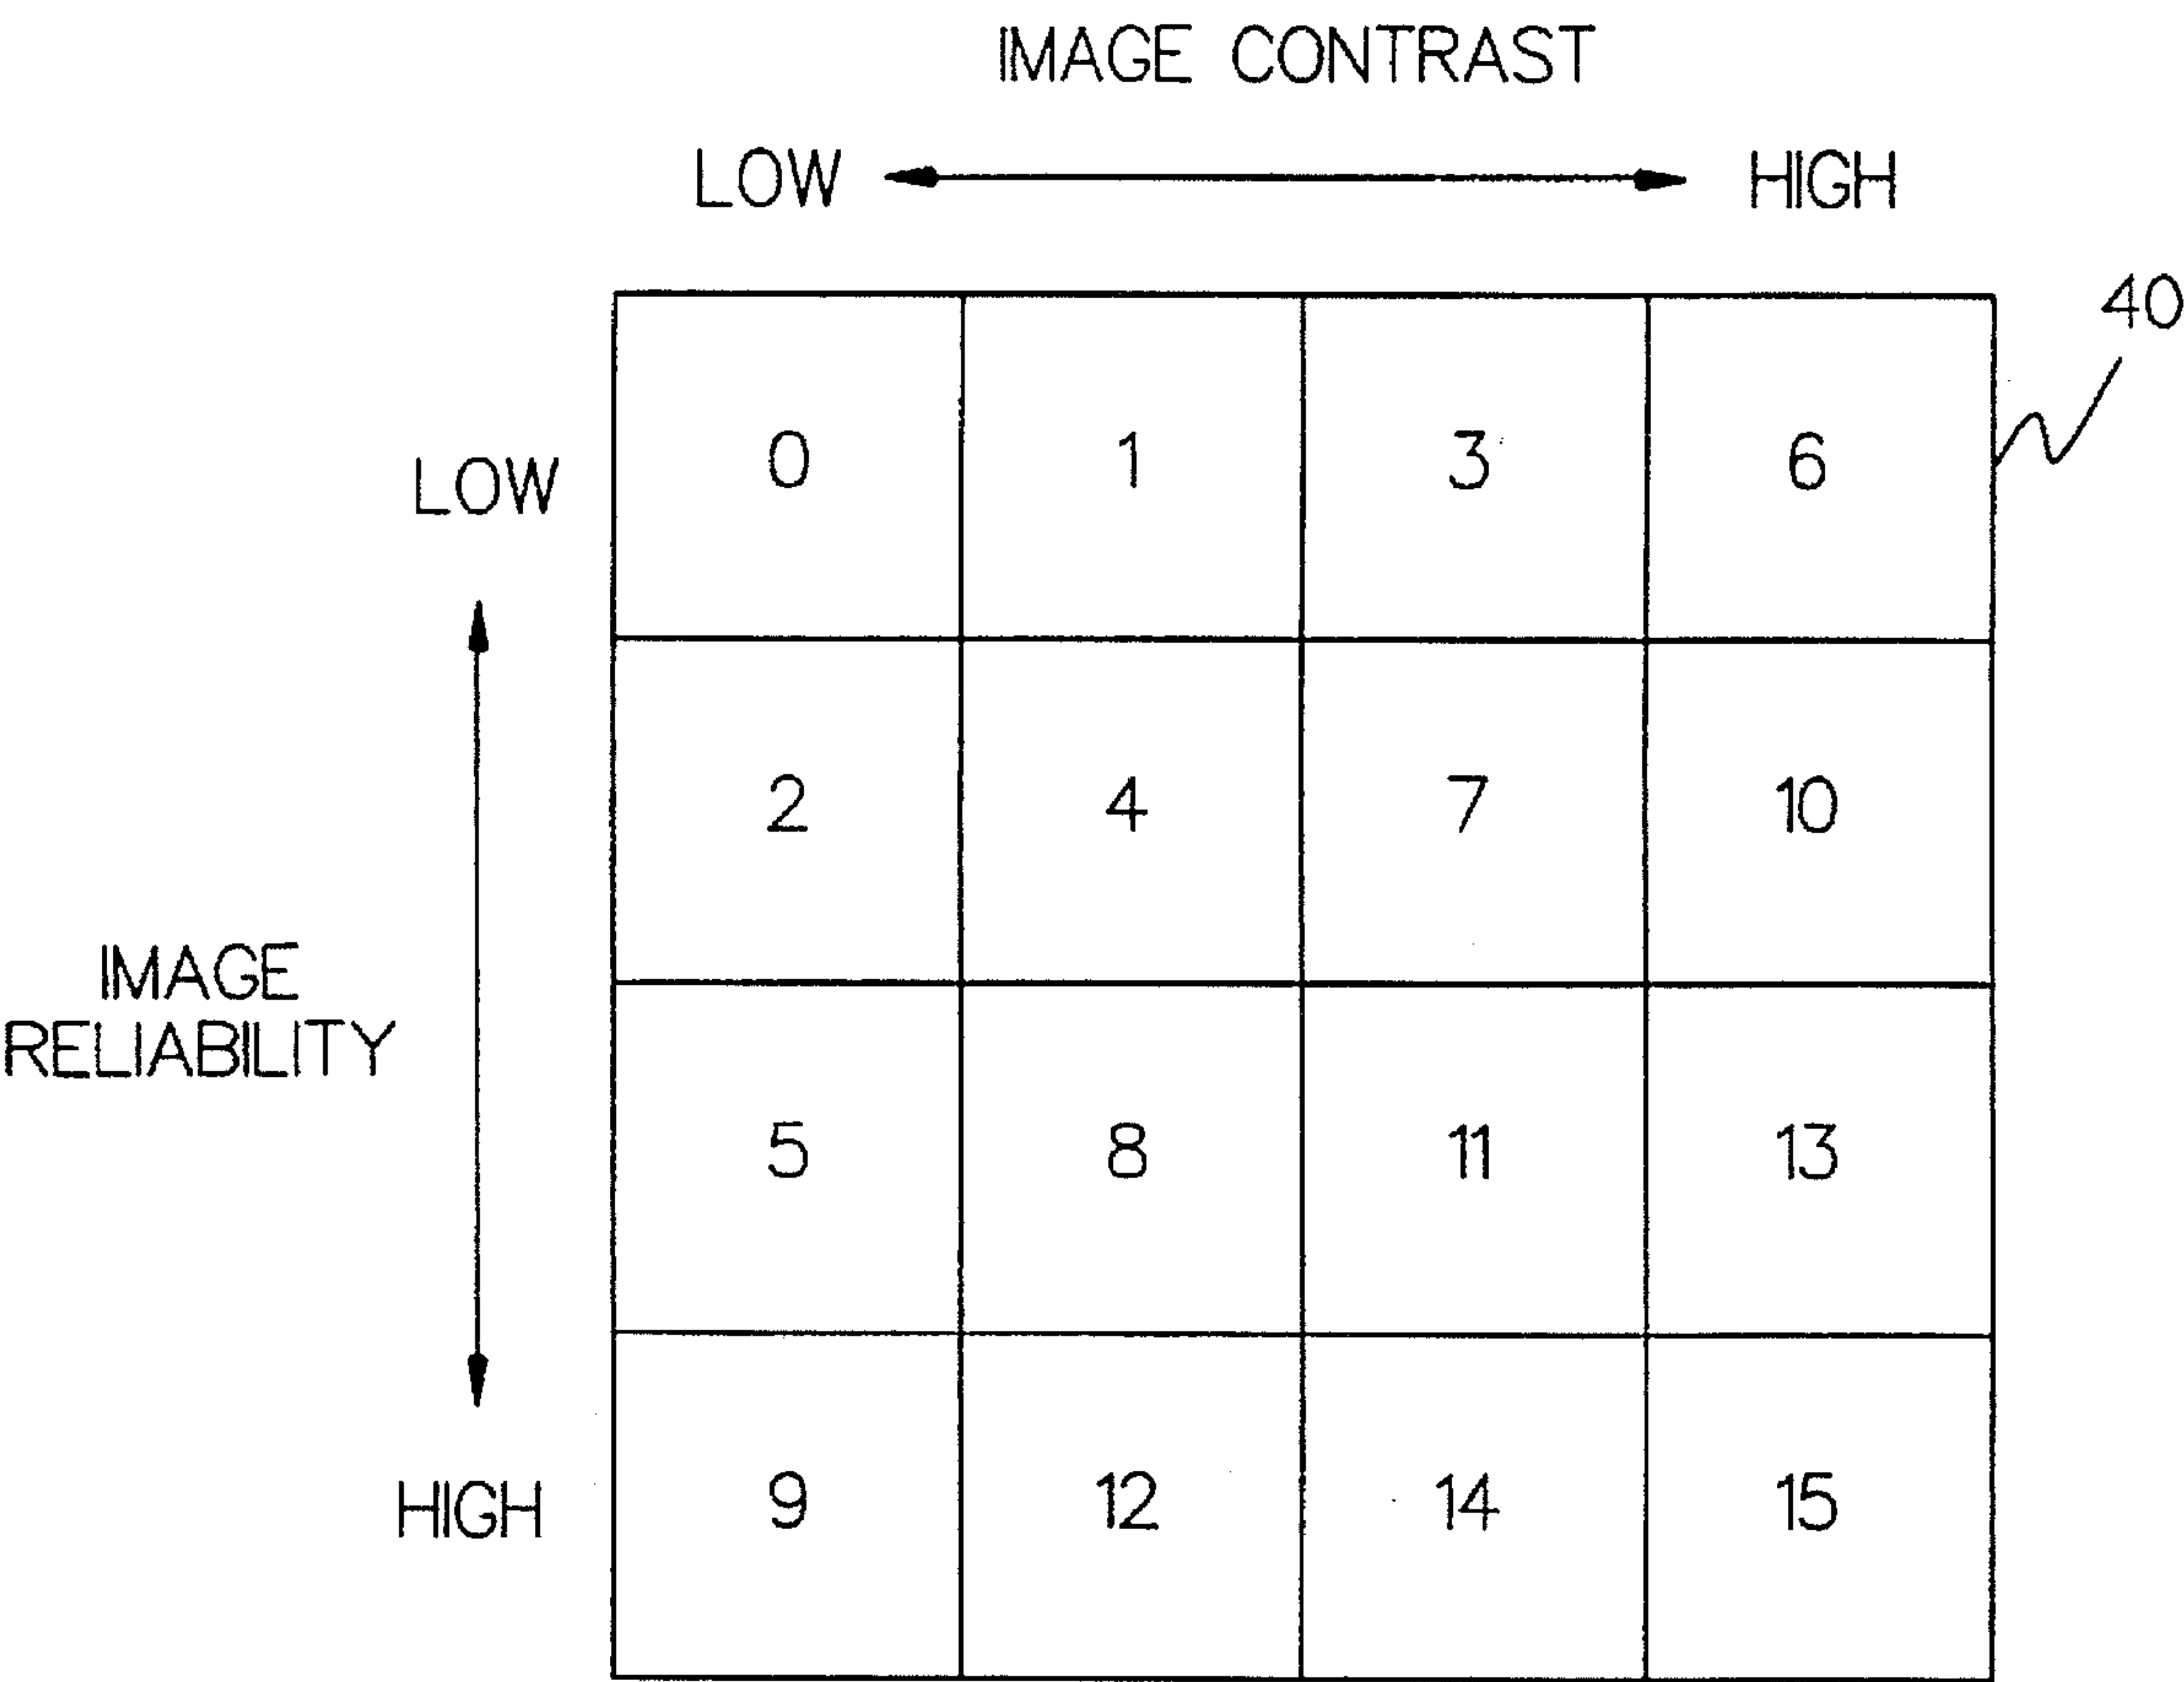 IMAGE CONTRAST
LOW HIGH
40
0 1 3 6
LOW
2 4 7 10
IMAGE
RELIABILITY
5 8 11 13
HIGH
9 12 14 15